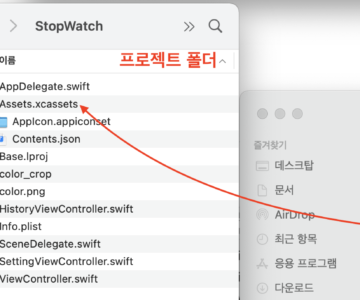 StopWatch
이름
프로젝트 폴더
AppDelegate.swift
Assets.xcassets
AppIcon.appiconset
Contents.json
Base.lproj
color_crop
color.png
HistoryViewController.swift
Info.plist
SceneDelegate.swift
SettingViewController.swift
ViewController.swift
즐겨찾기
데스크탑
문서
AirDrop
최근 항목
응용 프로그램
다운로드